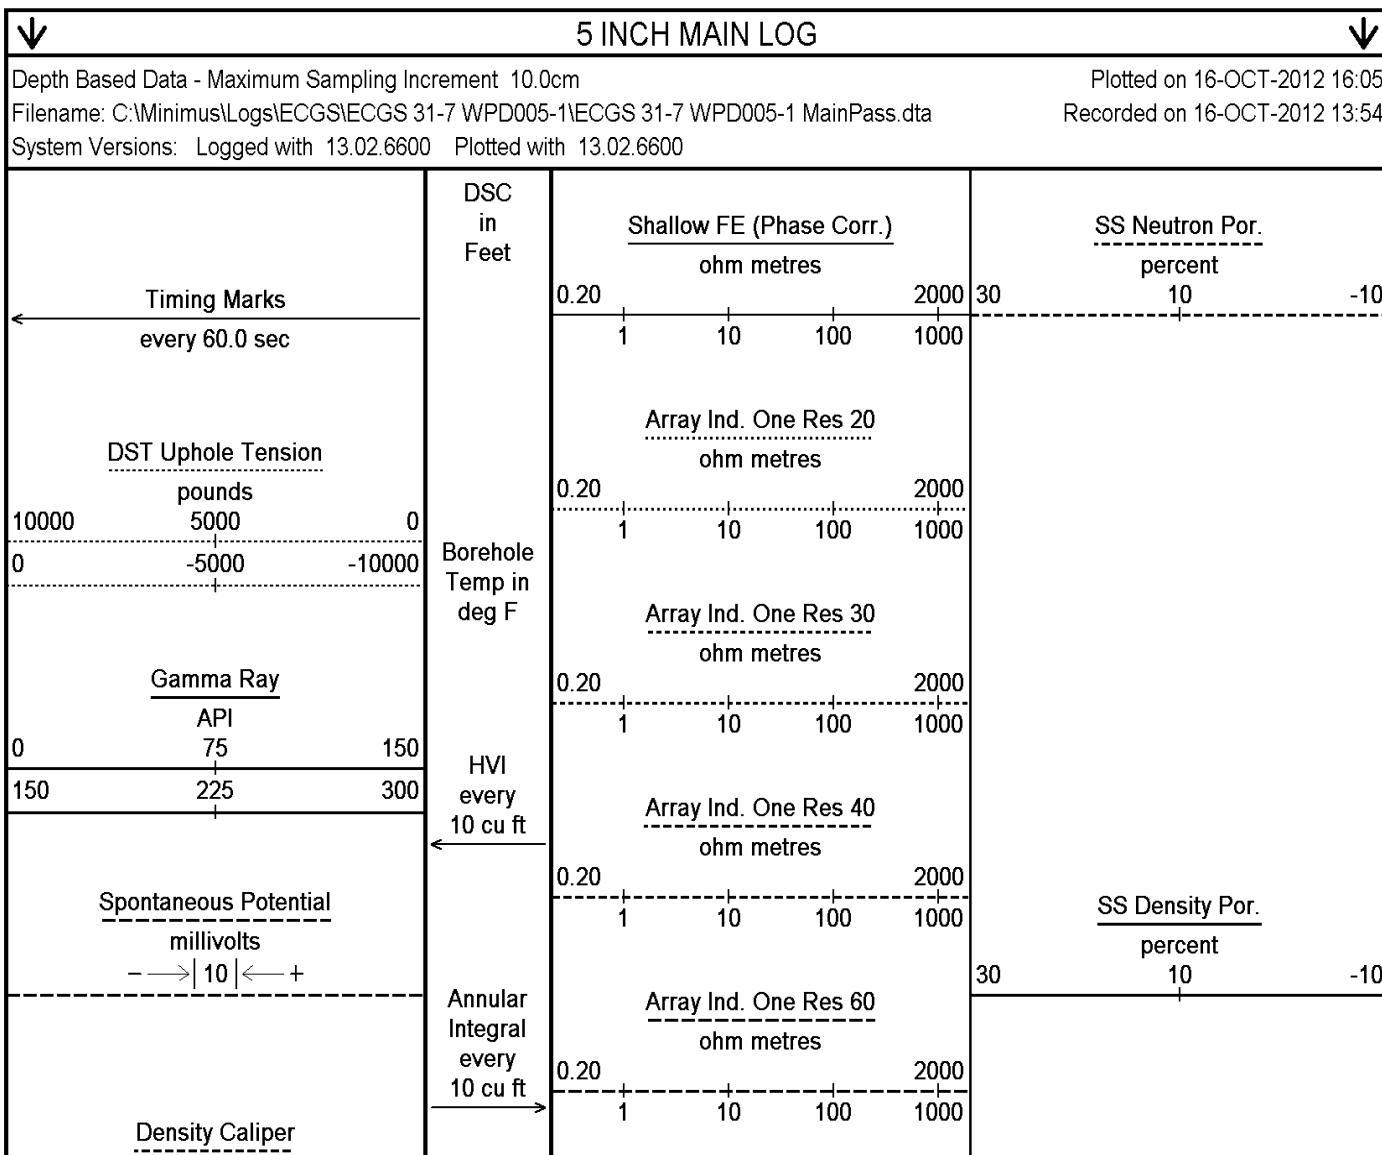 5 INCH MAIN LOG
Depth Based Data - Maximum Sampling Increment 10.0cm
Plotted on 16-OCT-2012 16:05
Filename: C:\Minimus\Logs\ECGS\ECGS 31-7 WPD005-1\ECGS 31-7 WPD005-1 MainPass.dta
Recorded on 16-OCT-2012 13:54
System Versions: Logged with 13.02.6600 Plotted with 13.02.6600
Timing Marks
every 60.0 sec
DST Uphole Tension
pounds
10000 5000 0
0 -5000 -10000
Gamma Ray
API
0 75 150
150 225 300
Spontaneous Potential
millivolts
− 10 +
Density Caliper
DSC
in
Feet
Borehole
Temp in
deg F
HVI
every
10 cu ft
Annular
Integral
every
10 cu ft
Shallow FE (Phase Corr.)
ohm metres
0.20 2000
1 10 100 1000
Array Ind. One Res 20
ohm metres
0.20 2000
1 10 100 1000
Array Ind. One Res 30
ohm metres
0.20 2000
1 10 100 1000
Array Ind. One Res 40
ohm metres
0.20 2000
1 10 100 1000
Array Ind. One Res 60
ohm metres
0.20 2000
1 10 100 1000
SS Neutron Por.
percent
30 10 -10
SS Density Por.
percent
30 10 -10